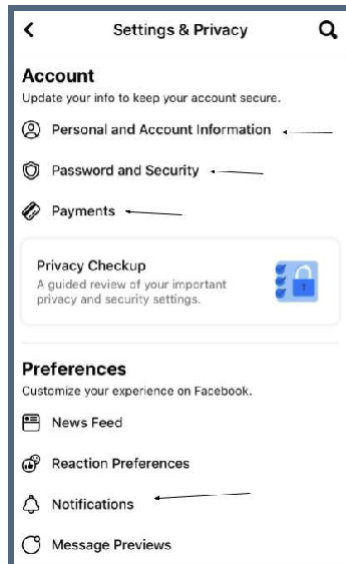 Settings & Privacy
Account
Update your info to keep your account secure.
Personal and Account Information
Password and Security
Payments
Privacy Checkup
A guided review of your important
privacy and security settings.
Preferences
Customize your experience on Facebook.
News Feed
Reaction Preferences
Notifications
Message Previews